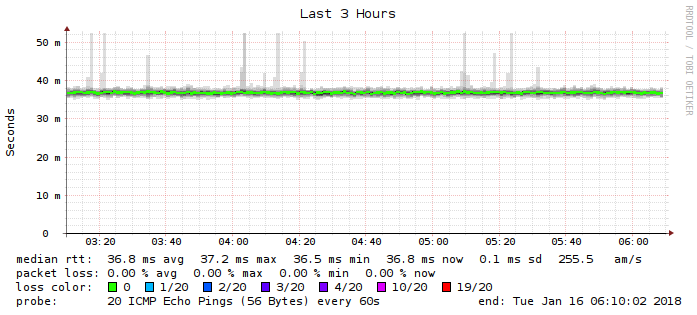 Last 3 Hours
RRDTOOL / TOBI OETIKER
Seconds
50 m
40 m
30 m
20 m
10 m
0
03:20 03:40 04:00 04:20 04:40 05:00 05:20 05:40 06:00
median rtt: 36.8 ms avg 37.2 ms max 36.5 ms min 36.8 ms now 0.1 ms sd 255.5 am/s
packet loss: 0.00 % avg 0.00 % max 0.00 % min 0.00 % now
loss color: 0 1/20 2/20 3/20 4/20 10/20 19/20
probe: 20 ICMP Echo Pings (56 Bytes) every 60s end: Tue Jan 16 06:10:02 2018